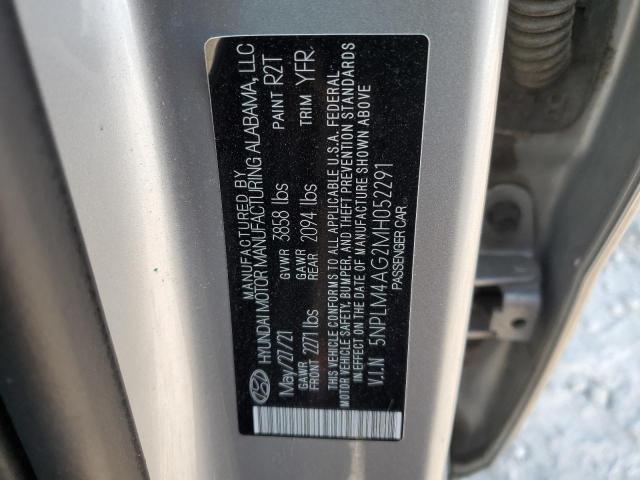 MANUFACTURED BY
HYUNDAI MOTOR MANUFACTURING ALABAMA, LLC
May/27/21 GVWR 3858 lbs PAINT R2T
GAWR FRONT 2271 lbs GAWR REAR 2094 lbs TRIM YFR
THIS VEHICLE CONFORMS TO ALL APPLICABLE U.S.A. FEDERAL
MOTOR VEHICLE SAFETY, BUMPER, AND THEFT PREVENTION STANDARDS
IN EFFECT ON THE DATE OF MANUFACTURE SHOWN ABOVE
V.I.N 5NPLM4AG2MH052291
PASSENGER CAR